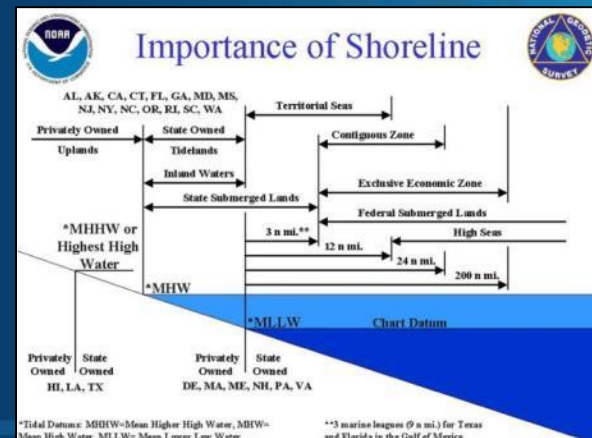 NOAA
Importance of Shoreline
NATIONAL GEODETIC SURVEY
AL, AK, CA, CT, FL, GA, MD, MS,
NJ, NY, NC, OR, RI, SC, WA
Territorial Seas
Privately Owned
State Owned
Contiguous Zone
Uplands
Tidelands
Inland Waters
Exclusive Economic Zone
State Submerged Lands
Federal Submerged Lands
*MHHW or
Highest High
Water
3 n mi.**
High Seas
12 n mi.
24 n mi.
200 n mi.
*MHW
*MLLW
Chart Datum
Privately Owned
State Owned
HI, LA, TX
Privately Owned
State Owned
DE, MA, ME, NH, PA, VA
*Tidal Datums: MHHW=Mean Higher High Water, MHW=
Mean High Water, MLLW= Mean Lower Low Water
**3 marine leagues (9 n mi.) for Texas
and Florida in the Gulf of Mexico